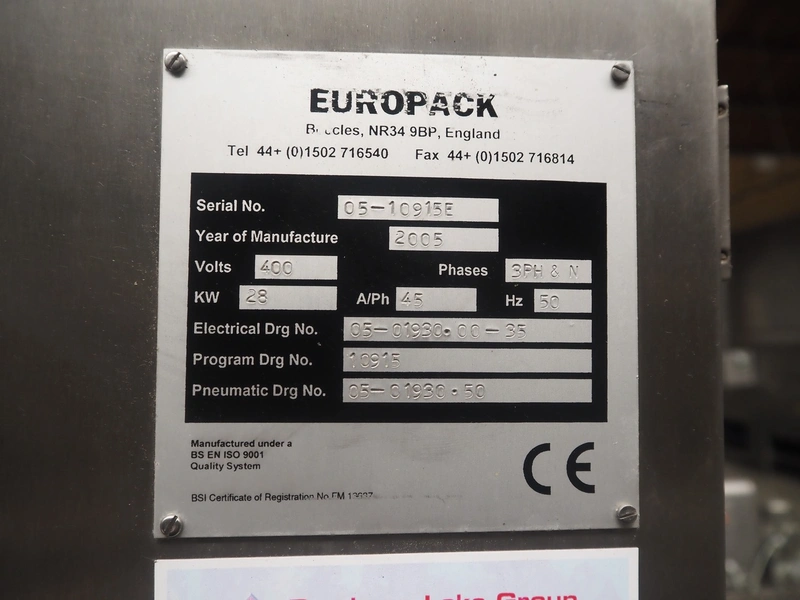 EUROPACK
NR34 9BP, England
Tel 44+ (0)1502 716540 Fax 44+ (0)1502 716814
Serial No. 05-10915E
Year of Manufacture 2005
Volts 400 Phases 3PH & N
KW 28 A/Ph 45 Hz 50
Electrical Drg No. 05-01930.00-35
Program Drg No. 10915
Pneumatic Drg No. 05-01930.50
Manufactured under a
BS EN ISO 9001
Quality System
CE
BSI Certificate of Registration No FM
Group